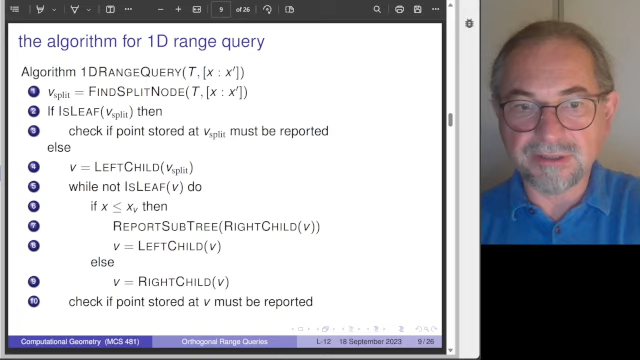 9 of 26
the algorithm for 1D range query
Algorithm 1DRANGEQUERY(T, [x : x′])
1 v_split = FINDSPLITNODE(T, [x : x′])
2 If ISLEAF(v_split) then
3 check if point stored at v_split must be reported
else
4 v = LEFTCHILD(v_split)
5 while not ISLEAF(v) do
6 if x ≤ x_v then
7 REPORTSUBTREE(RIGHTCHILD(v))
8 v = LEFTCHILD(v)
else
9 v = RIGHTCHILD(v)
10 check if point stored at v must be reported
Computational Geometry (MCS 481) Orthogonal Range Queries L-12 18 September 2023 9 / 26